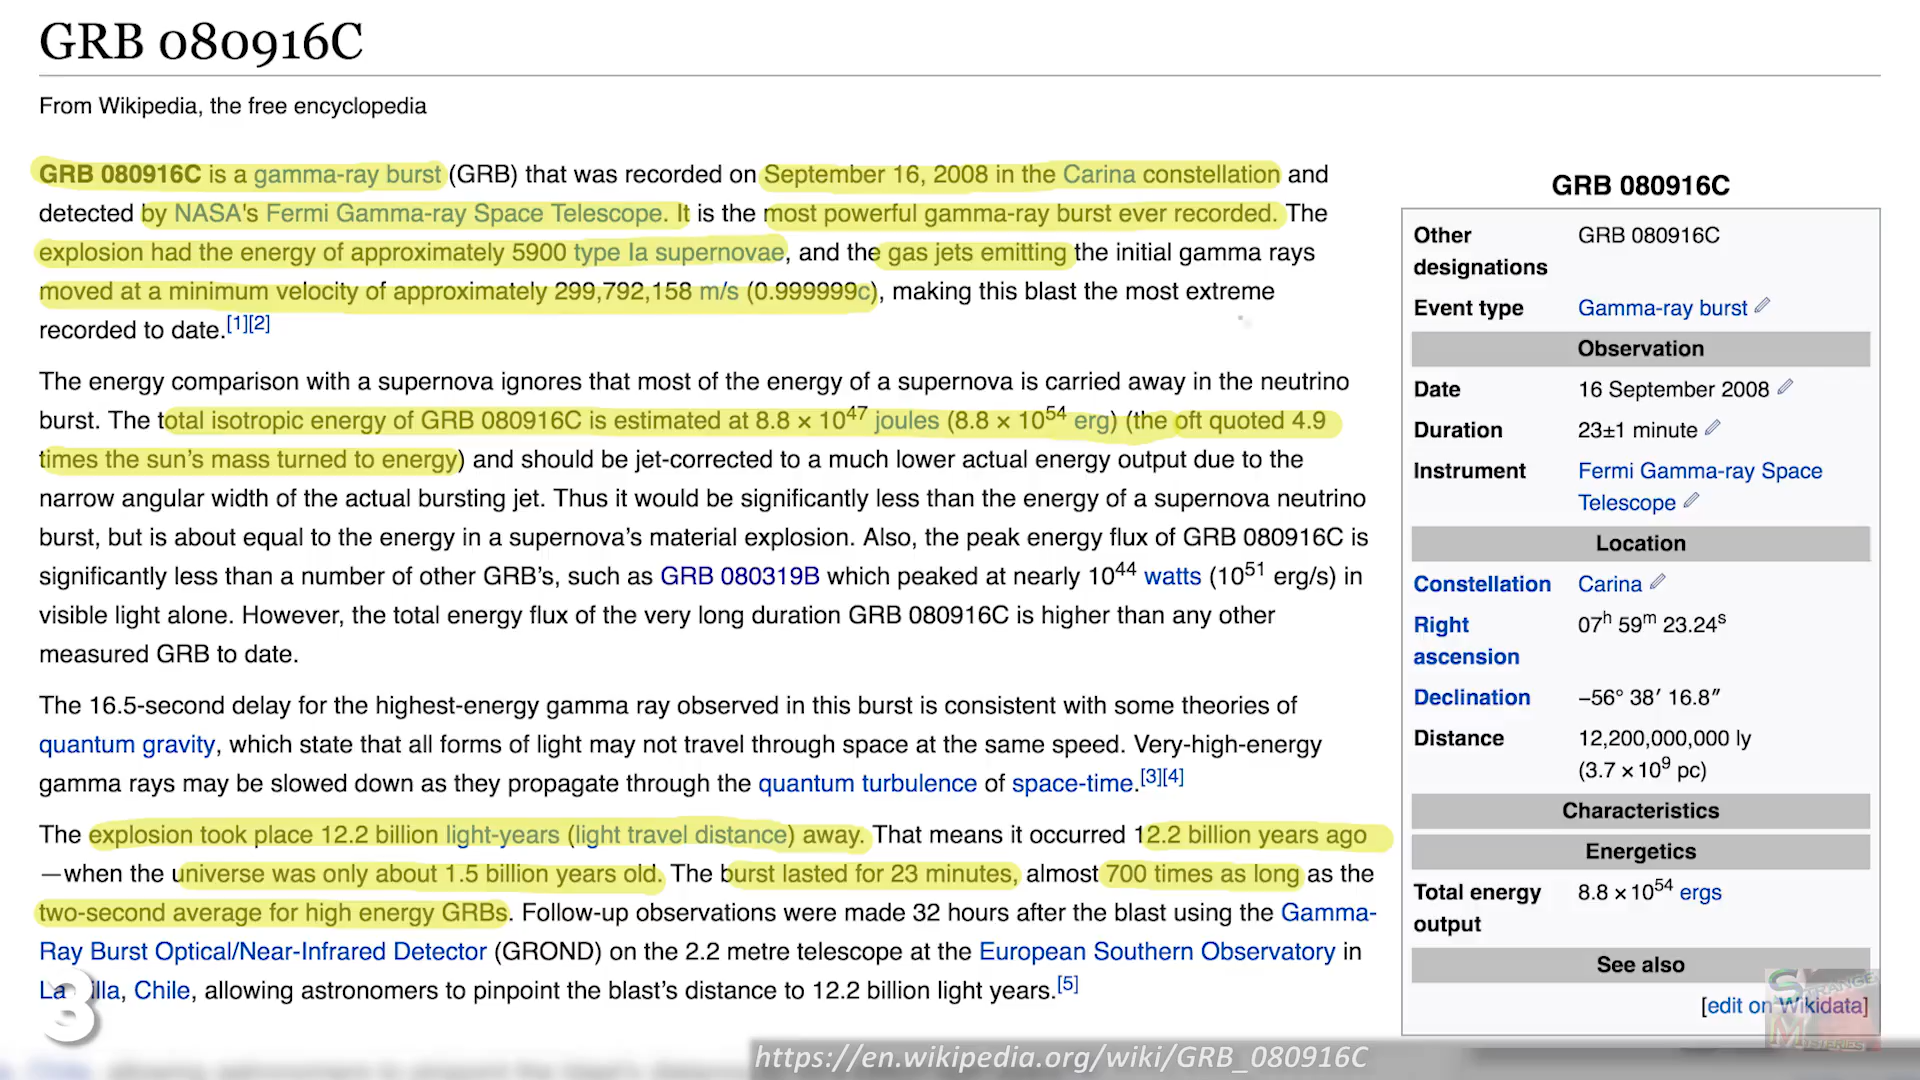 GRB 080916C
From Wikipedia, the free encyclopedia
GRB 080916C is a gamma-ray burst (GRB) that was recorded on September 16, 2008 in the Carina constellation and
detected by NASA's Fermi Gamma-ray Space Telescope. It is the most powerful gamma-ray burst ever recorded. The
explosion had the energy of approximately 5900 type Ia supernovae, and the gas jets emitting the initial gamma rays
moved at a minimum velocity of approximately 299,792,158 m/s (0.999999c), making this blast the most extreme
recorded to date.[1][2]
The energy comparison with a supernova ignores that most of the energy of a supernova is carried away in the neutrino
burst. The total isotropic energy of GRB 080916C is estimated at 8.8 × 10⁴⁷ joules (8.8 × 10⁵⁴ erg) (the oft quoted 4.9
times the sun’s mass turned to energy) and should be jet-corrected to a much lower actual energy output due to the
narrow angular width of the actual bursting jet. Thus it would be significantly less than the energy of a supernova neutrino
burst, but is about equal to the energy in a supernova’s material explosion. Also, the peak energy flux of GRB 080916C is
significantly less than a number of other GRB’s, such as GRB 080319B which peaked at nearly 10⁴⁴ watts (10⁵¹ erg/s) in
visible light alone. However, the total energy flux of the very long duration GRB 080916C is higher than any other
measured GRB to date.
The 16.5-second delay for the highest-energy gamma ray observed in this burst is consistent with some theories of
quantum gravity, which state that all forms of light may not travel through space at the same speed. Very-high-energy
gamma rays may be slowed down as they propagate through the quantum turbulence of space-time.[3][4]
The explosion took place 12.2 billion light-years (light travel distance) away. That means it occurred 12.2 billion years ago
—when the universe was only about 1.5 billion years old. The burst lasted for 23 minutes, almost 700 times as long as the
two-second average for high energy GRBs. Follow-up observations were made 32 hours after the blast using the Gamma-
Ray Burst Optical/Near-Infrared Detector (GROND) on the 2.2 metre telescope at the European Southern Observatory in
La illa, Chile, allowing astronomers to pinpoint the blast’s distance to 12.2 billion light years.[5]
3
GRB 080916C
Other designations GRB 080916C
Event type Gamma-ray burst
Observation
Date 16 September 2008
Duration 23±1 minute
Instrument Fermi Gamma-ray Space
Telescope
Location
Constellation Carina
Right ascension 07ʰ 59ᵐ 23.24ˢ
Declination –56° 38′ 16.8″
Distance 12,200,000,000 ly
(3.7 × 10⁹ pc)
Characteristics
Energetics
Total energy output 8.8 × 10⁵⁴ ergs
See also
[edit on Wikidata]
STRANGE
MYSTERIES
https://en.wikipedia.org/wiki/GRB_080916C